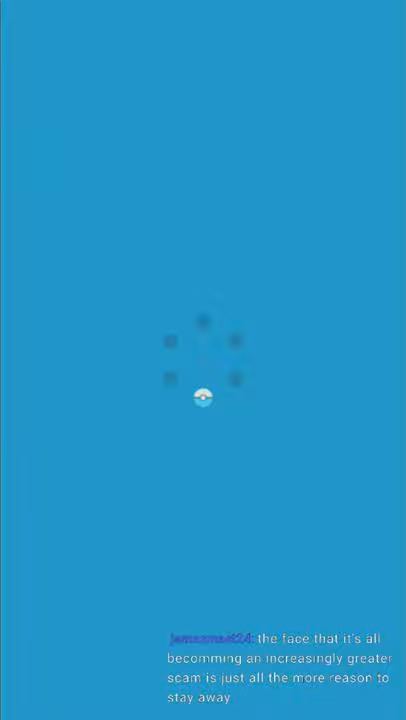 the face that it's all
becomming an increasingly greater
scam is just all the more reason to
stay away